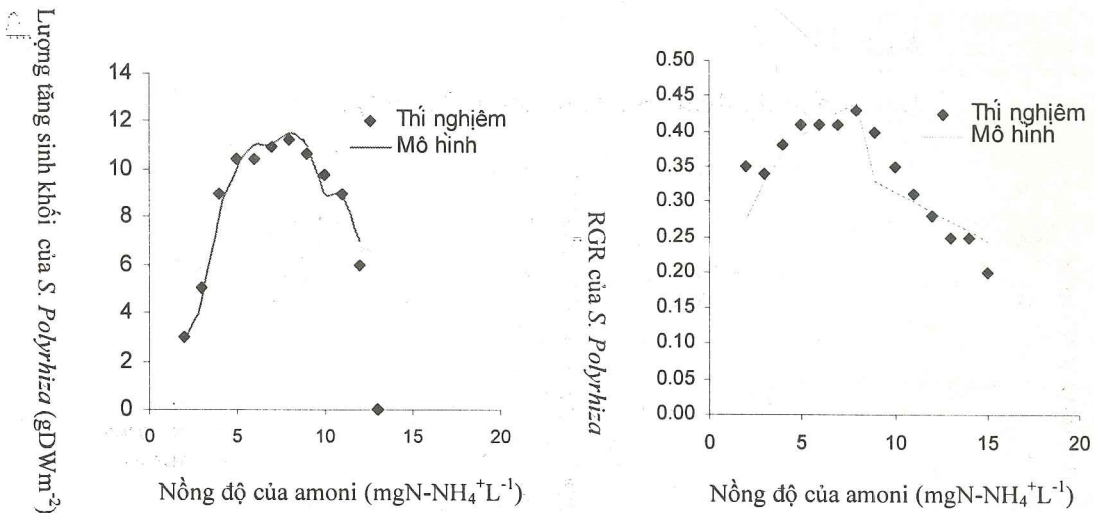 Lượng tăng sinh khối của S. Polyrhiza (gDWm⁻²)
14
12
10
8
6
4
2
0
0 5 10 15 20
Thí nghiệm
Mô hình
Nồng độ của amoni (mgN-NH₄⁺L⁻¹)
RGR của S. Polyrhiza
0.50
0.45
0.40
0.35
0.30
0.25
0.20
0.15
0.10
0.05
0.00
0 5 10 15 20
Thí nghiệm
Mô hình
Nồng độ của amoni (mgN-NH₄⁺L⁻¹)